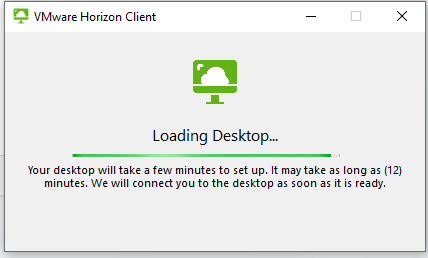 VMware Horizon Client
Loading Desktop...
Your desktop will take a few minutes to set up. It may take as long as (12)
minutes. We will connect you to the desktop as soon as it is ready.